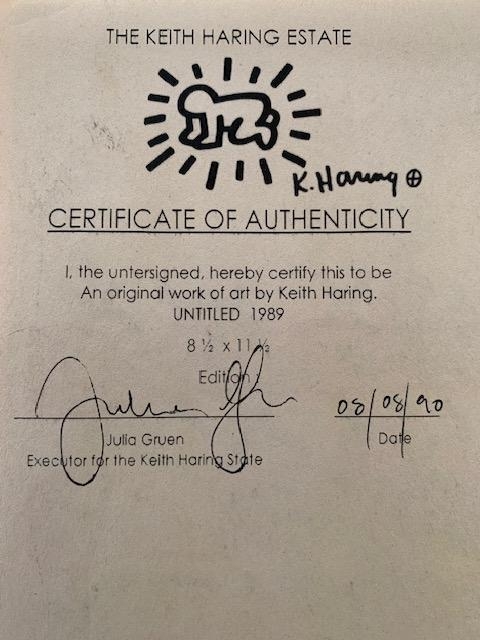 THE KEITH HARING ESTATE
K. Haring
CERTIFICATE OF AUTHENTICITY
I, the untersigned, hereby certify this to be
An original work of art by Keith Haring.
UNTITLED 1989
8 ½ x 11 ½
Edition
08/08/90
Julia Gruen
Date
Executor for the Keith Haring State